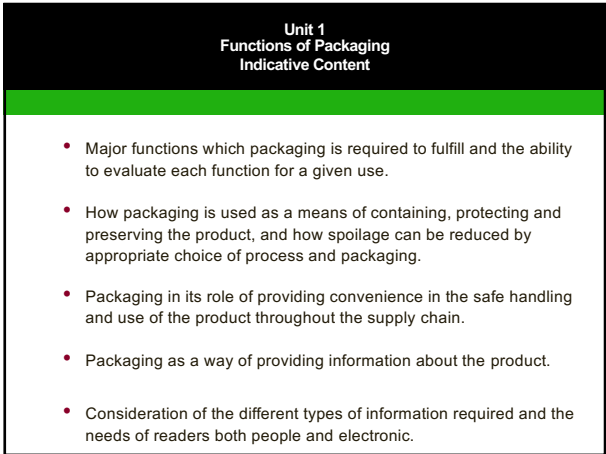 Unit 1
Functions of Packaging
Indicative Content
• Major functions which packaging is required to fulfill and the ability
to evaluate each function for a given use.
• How packaging is used as a means of containing, protecting and
preserving the product, and how spoilage can be reduced by
appropriate choice of process and packaging.
• Packaging in its role of providing convenience in the safe handling
and use of the product throughout the supply chain.
• Packaging as a way of providing information about the product.
• Consideration of the different types of information required and the
needs of readers both people and electronic.